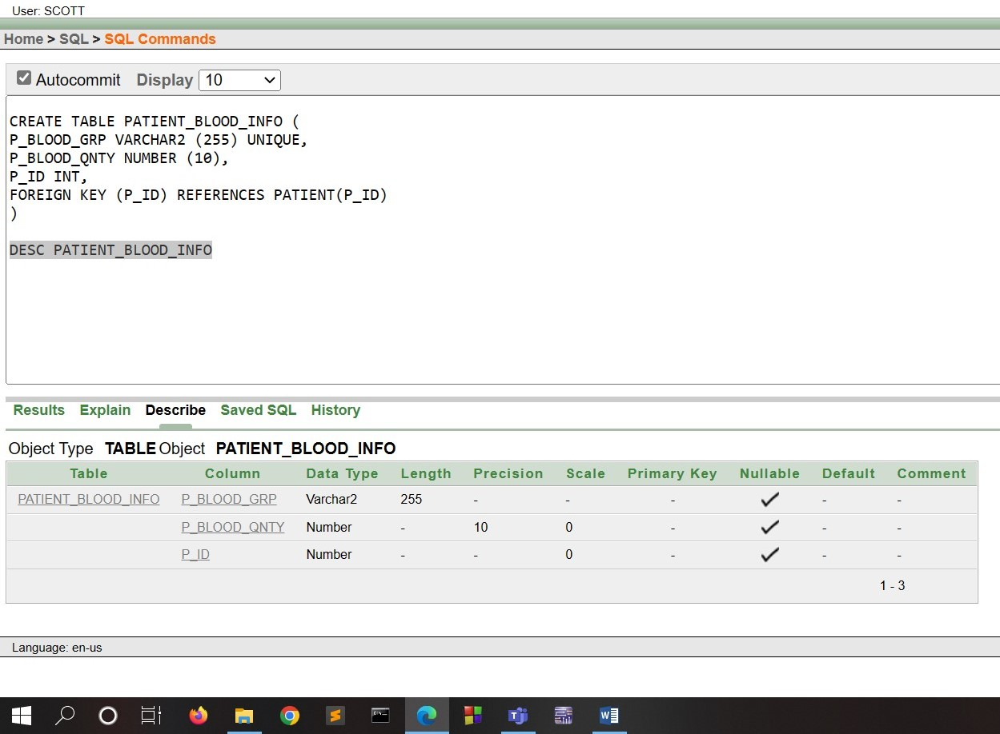 User: SCOTT
Home > SQL > SQL Commands
Autocommit Display 10
CREATE TABLE PATIENT_BLOOD_INFO (
P_BLOOD_GRP VARCHAR2 (255) UNIQUE,
P_BLOOD_QNTY NUMBER (10),
P_ID INT,
FOREIGN KEY (P_ID) REFERENCES PATIENT(P_ID)
)
DESC PATIENT_BLOOD_INFO
Results Explain Describe Saved SQL History
Object Type TABLE Object PATIENT_BLOOD_INFO
Table Column Data Type Length Precision Scale Primary Key Nullable Default Comment
PATIENT_BLOOD_INFO P_BLOOD_GRP Varchar2 255 - - - ✓ - -
P_BLOOD_QNTY Number - 10 0 - ✓ - -
P_ID Number - - 0 - ✓ - -
1 - 3
Language: en-us